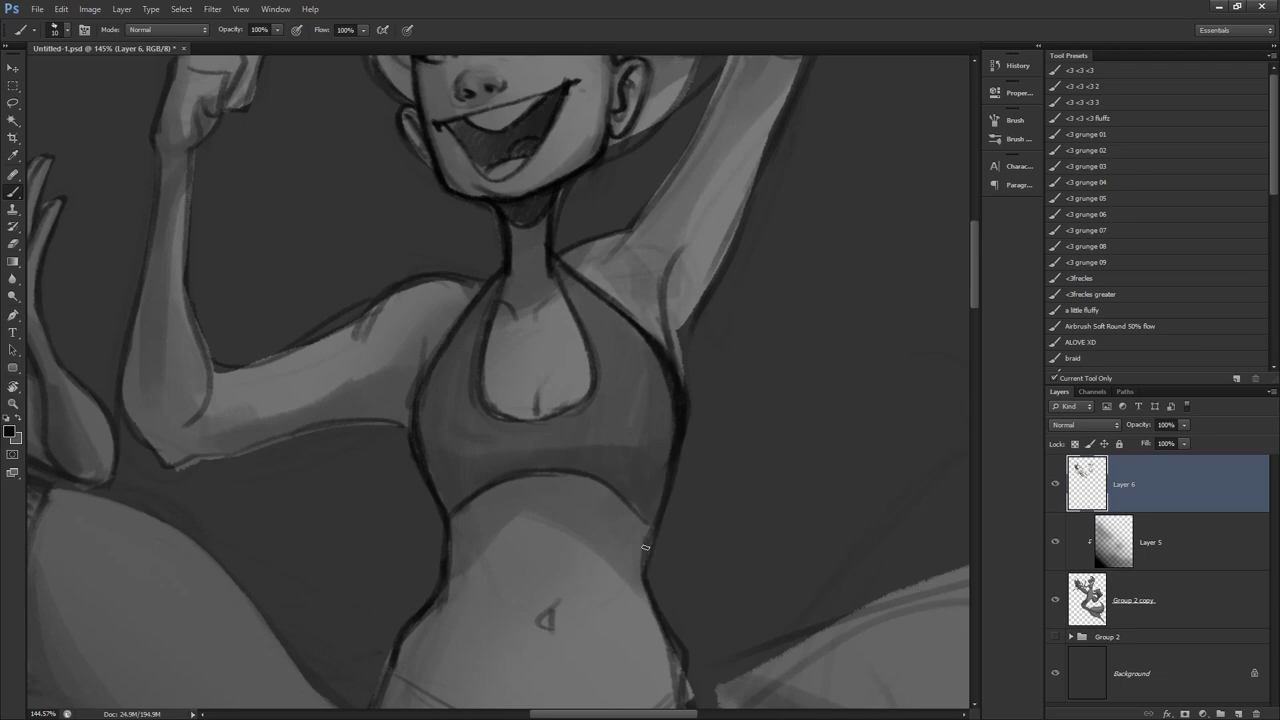 Ps File Edit Image Layer Type Select Filter View Window Help
10 Mode: Normal Opacity: 100% Flow: 100% Essentials
Untitled-1.psd @ 145% (Layer 6, RGB/8) * ×
History
Proper...
Brush
Brush ...
Charac...
Paragr...
Tool Presets
<3 <3 <3
<3 <3 <3 2
<3 <3 <3 3
<3 <3 <3 fluffz
<3 grunge 01
<3 grunge 02
<3 grunge 03
<3 grunge 04
<3 grunge 05
<3 grunge 06
<3 grunge 07
<3 grunge 08
<3 grunge 09
<3frecles
<3frecles greater
a little fluffy
Airbrush Soft Round 50% flow
ALOVE XD
braid
Current Tool Only
Layers Channels Paths
Kind
Normal Opacity: 100%
Lock: Fill: 100%
Layer 6
Layer 5
Group 2 copy
Group 2
Background
144.57% Doc: 24.9M/194.9M